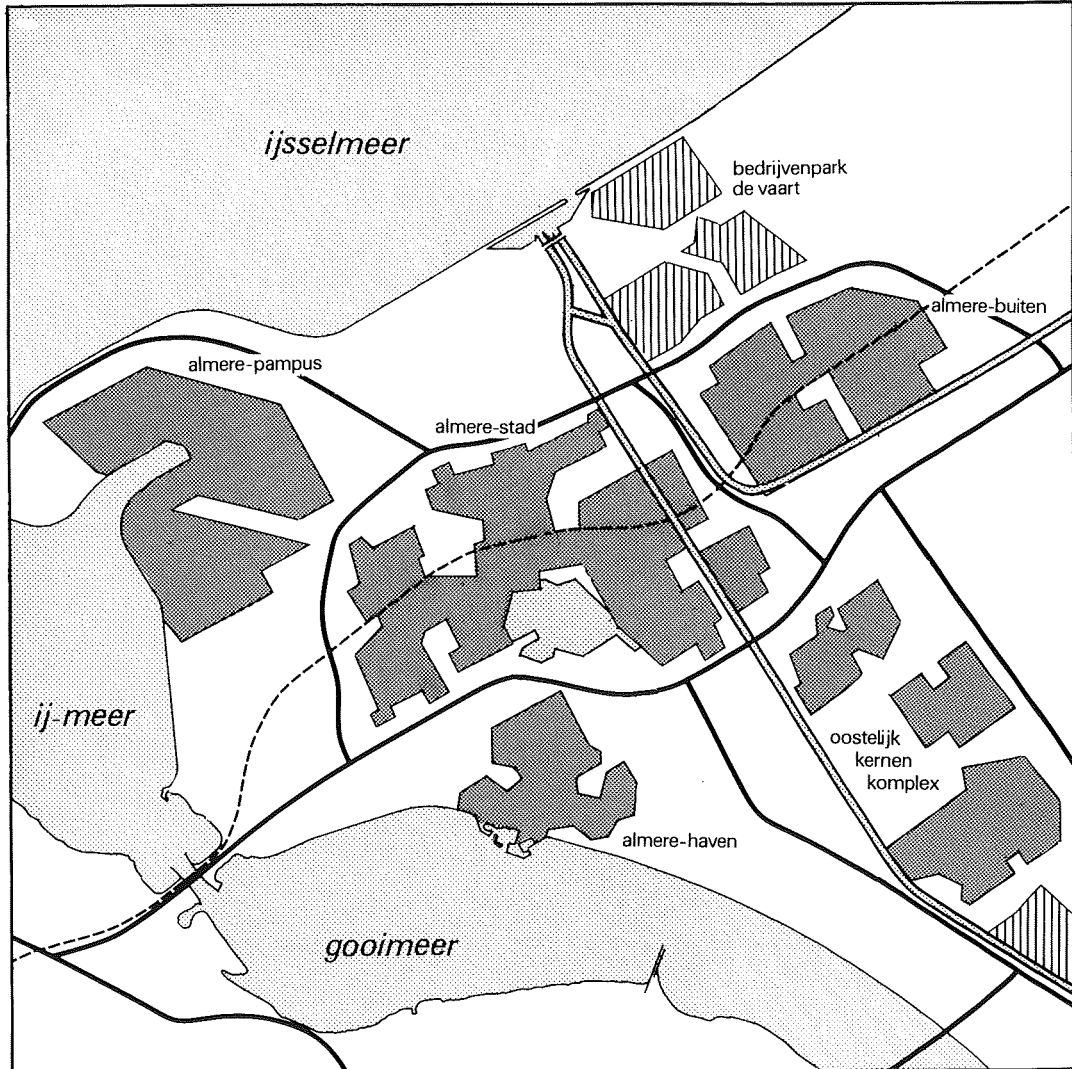 ijsselmeer
bedrijvenpark
de vaart
almere-buiten
almere-pampus
almere-stad
ij-meer
oostelijk
kernen
komplex
almere-haven
gooimeer